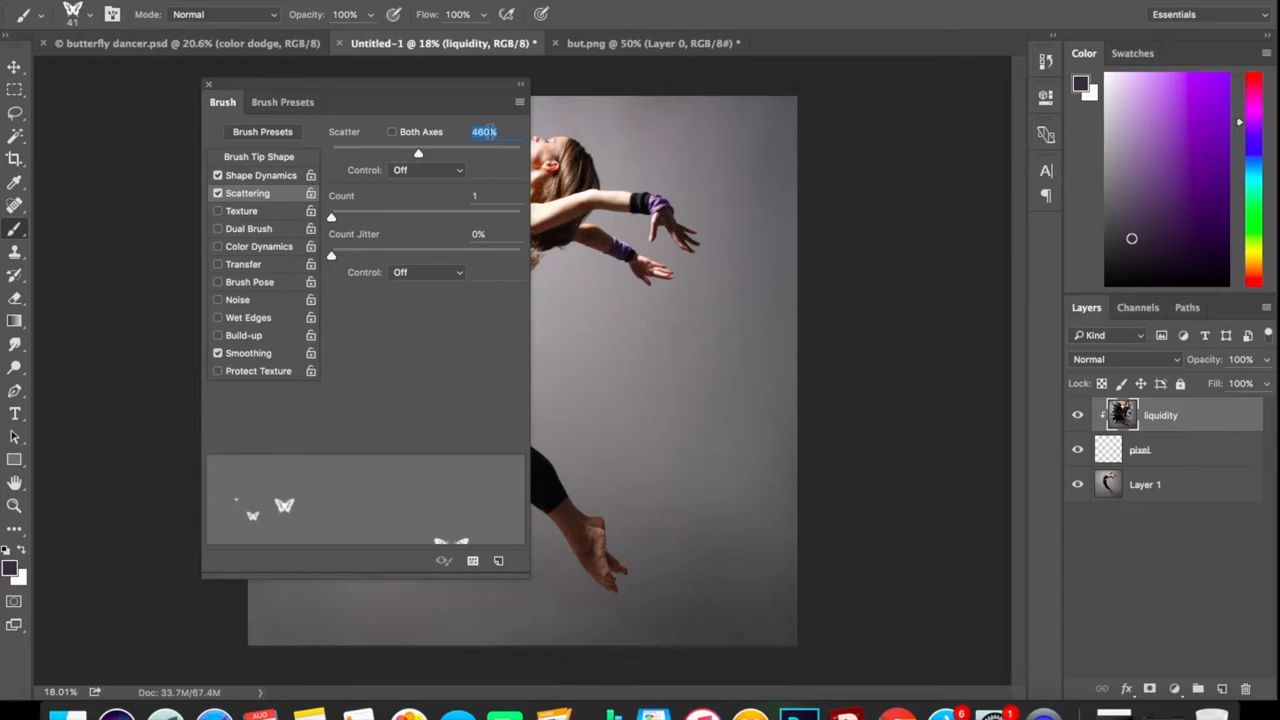 41 Mode: Normal Opacity: 100% Flow: 100% Essentials
× © butterfly dancer.psd @ 20.6% (color dodge, RGB/8) × Untitled-1 @ 18% (liquidity, RGB/8) * × but.png @ 50% (Layer 0, RGB/8#) *
Color Swatches
Brush Brush Presets
Brush Presets Scatter Both Axes 460%
Brush Tip Shape
Shape Dynamics Control: Off
Scattering Count 1
Texture
Dual Brush Count Jitter 0%
Color Dynamics
Transfer Control: Off
Brush Pose
Noise
Wet Edges
Build-up
Smoothing
Protect Texture
Layers Channels Paths
Kind
Normal Opacity: 100%
Lock: Fill: 100%
liquidity
pixel
Layer 1
18.01% Doc: 33.7M/67.4M
AUG 6 1